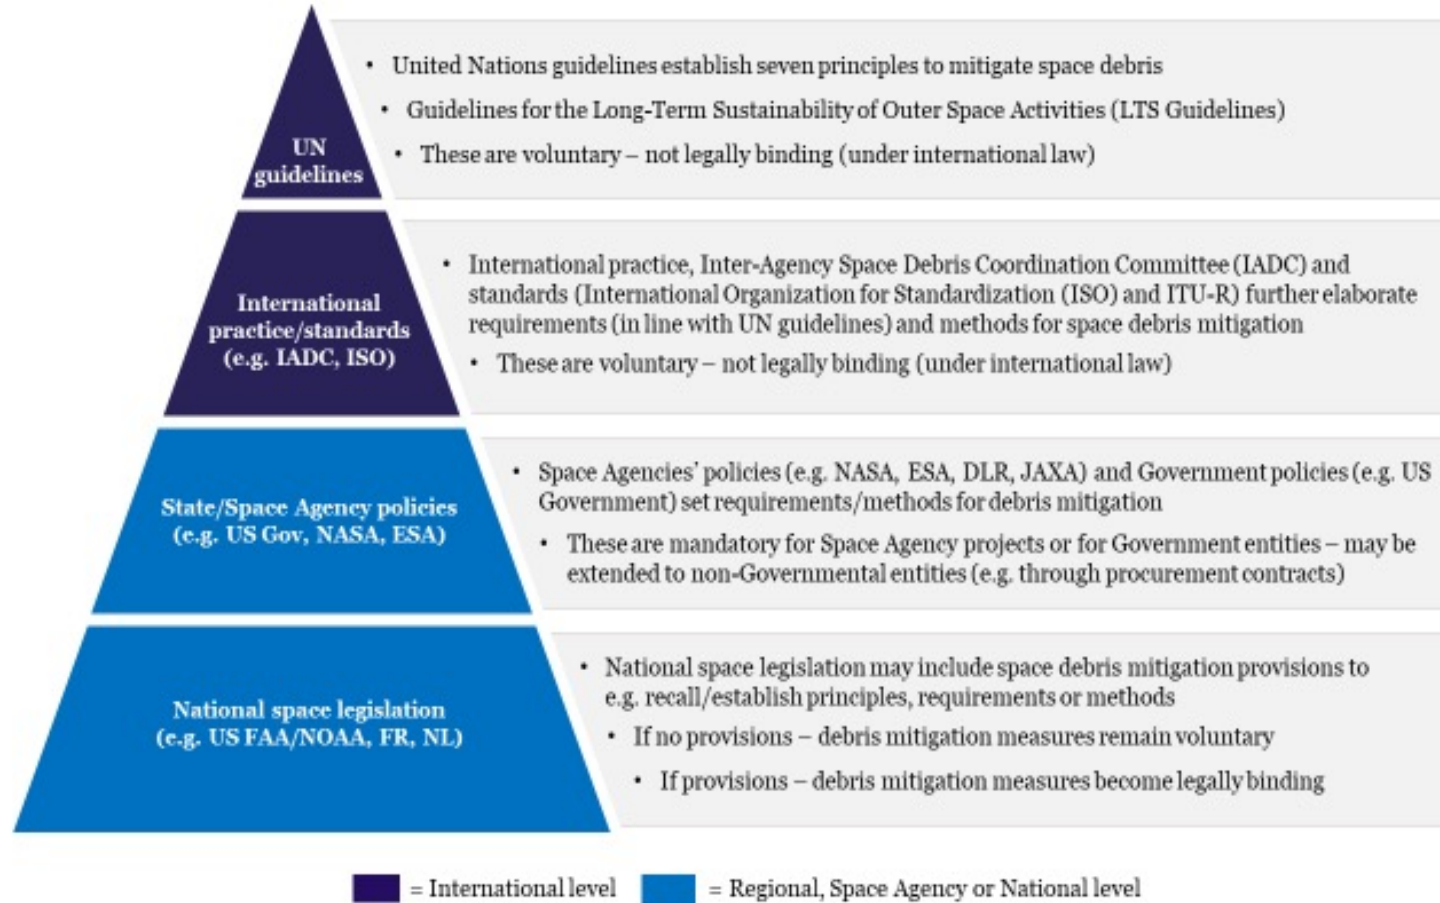 UN
guidelines
• United Nations guidelines establish seven principles to mitigate space debris
• Guidelines for the Long-Term Sustainability of Outer Space Activities (LTS Guidelines)
• These are voluntary – not legally binding (under international law)
International
practice/standards
(e.g. IADC, ISO)
• International practice, Inter-Agency Space Debris Coordination Committee (IADC) and
standards (International Organization for Standardization (ISO) and ITU-R) further elaborate
requirements (in line with UN guidelines) and methods for space debris mitigation
• These are voluntary – not legally binding (under international law)
State/Space Agency policies
(e.g. US Gov, NASA, ESA)
• Space Agencies' policies (e.g. NASA, ESA, DLR, JAXA) and Government policies (e.g. US
Government) set requirements/methods for debris mitigation
• These are mandatory for Space Agency projects or for Government entities – may be
extended to non-Governmental entities (e.g. through procurement contracts)
National space legislation
(e.g. US FAA/NOAA, FR, NL)
• National space legislation may include space debris mitigation provisions to
e.g. recall/establish principles, requirements or methods
• If no provisions – debris mitigation measures remain voluntary
• If provisions – debris mitigation measures become legally binding
= International level
= Regional, Space Agency or National level